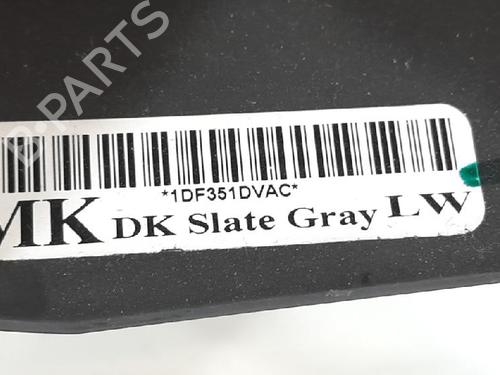 B-PARTS
*1DF351DVAC*
MK DK Slate Gray LW